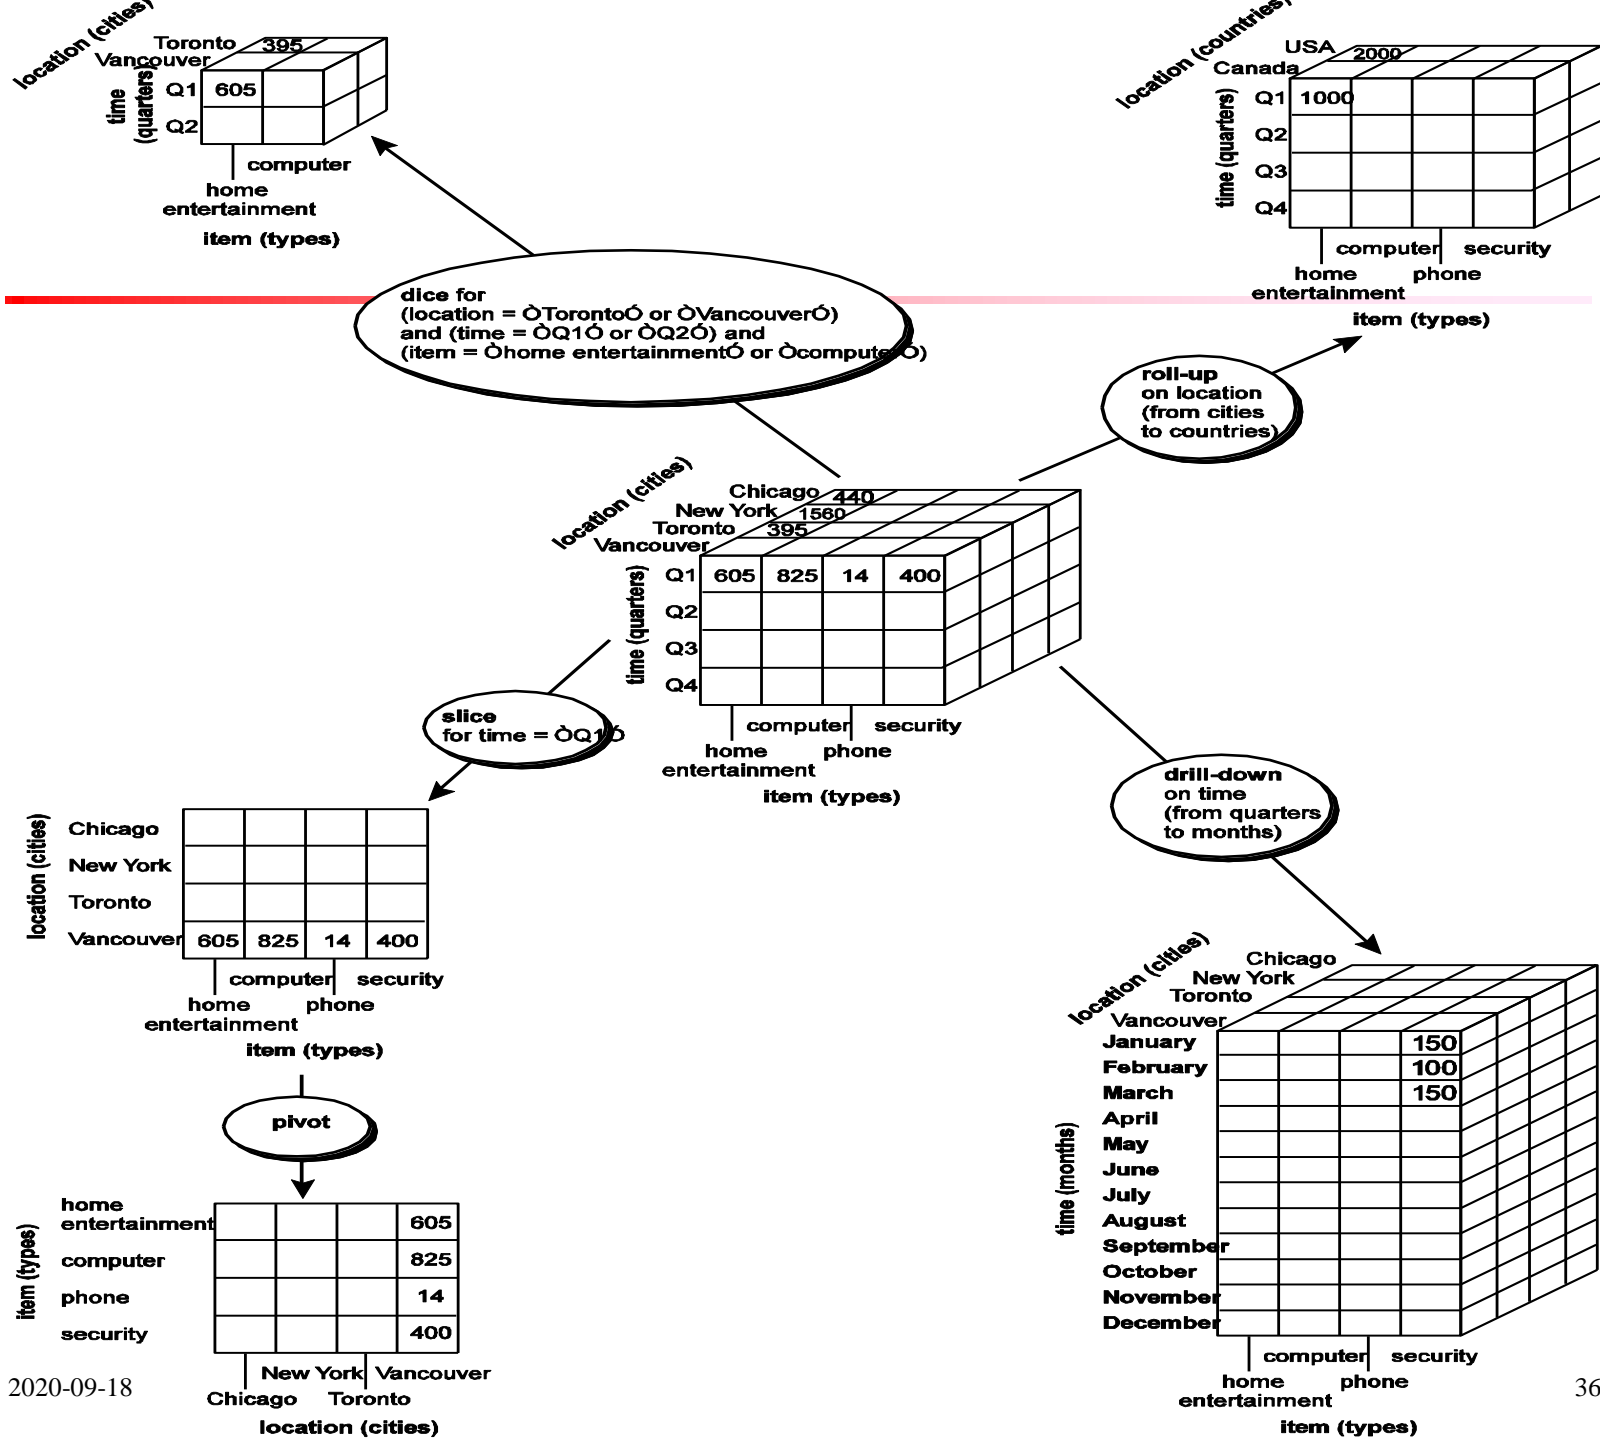 location (cities)
Toronto
395
Vancouver
time
(quarters)
Q1
605
Q2
computer
home
entertainment
item (types)
location (countries)
USA
2000
Canada
time (quarters)
Q1
1000
Q2
Q3
Q4
computer
security
home
phone
entertainment
item (types)
dice for
(location = ÒTorontoÓ or ÒVancouverÓ)
and (time = ÒQ1Ó or ÒQ2Ó) and
(item = Òhome entertainmentÓ or ÒcomputerÓ)
roll-up
on location
(from cities
to countries)
location (cities)
Chicago
440
New York
1560
Toronto
395
Vancouver
time (quarters)
Q1 605 825 14 400
Q2
Q3
Q4
computer
security
home
phone
entertainment
item (types)
slice
for time = ÒQ1Ó
drill-down
on time
(from quarters
to months)
location (cities)
Chicago
New York
Toronto
Vancouver 605 825 14 400
computer
security
home
phone
entertainment
item (types)
pivot
item (types)
home
entertainment 605
computer 825
phone 14
security 400
New York
Vancouver
Chicago
Toronto
location (cities)
location (cities)
Chicago
New York
Toronto
Vancouver
time (months)
January 150
February 100
March 150
April
May
June
July
August
September
October
November
December
computer
security
home
phone
entertainment
item (types)
2020-09-18
36